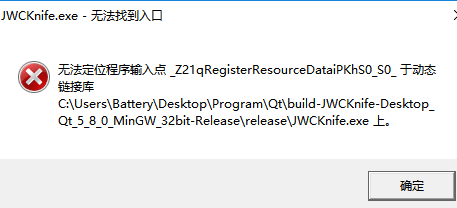 JWCKnife.exe - 无法找到入口
无法定位程序输入点 _Z21qRegisterResourceDataiPKhS0_S0_ 于动态
链接库
C:\Users\Battery\Desktop\Program\Qt\build-JWCKnife-Desktop_
Qt_5_8_0_MinGW_32bit-Release\release\JWCKnife.exe 上。
确定